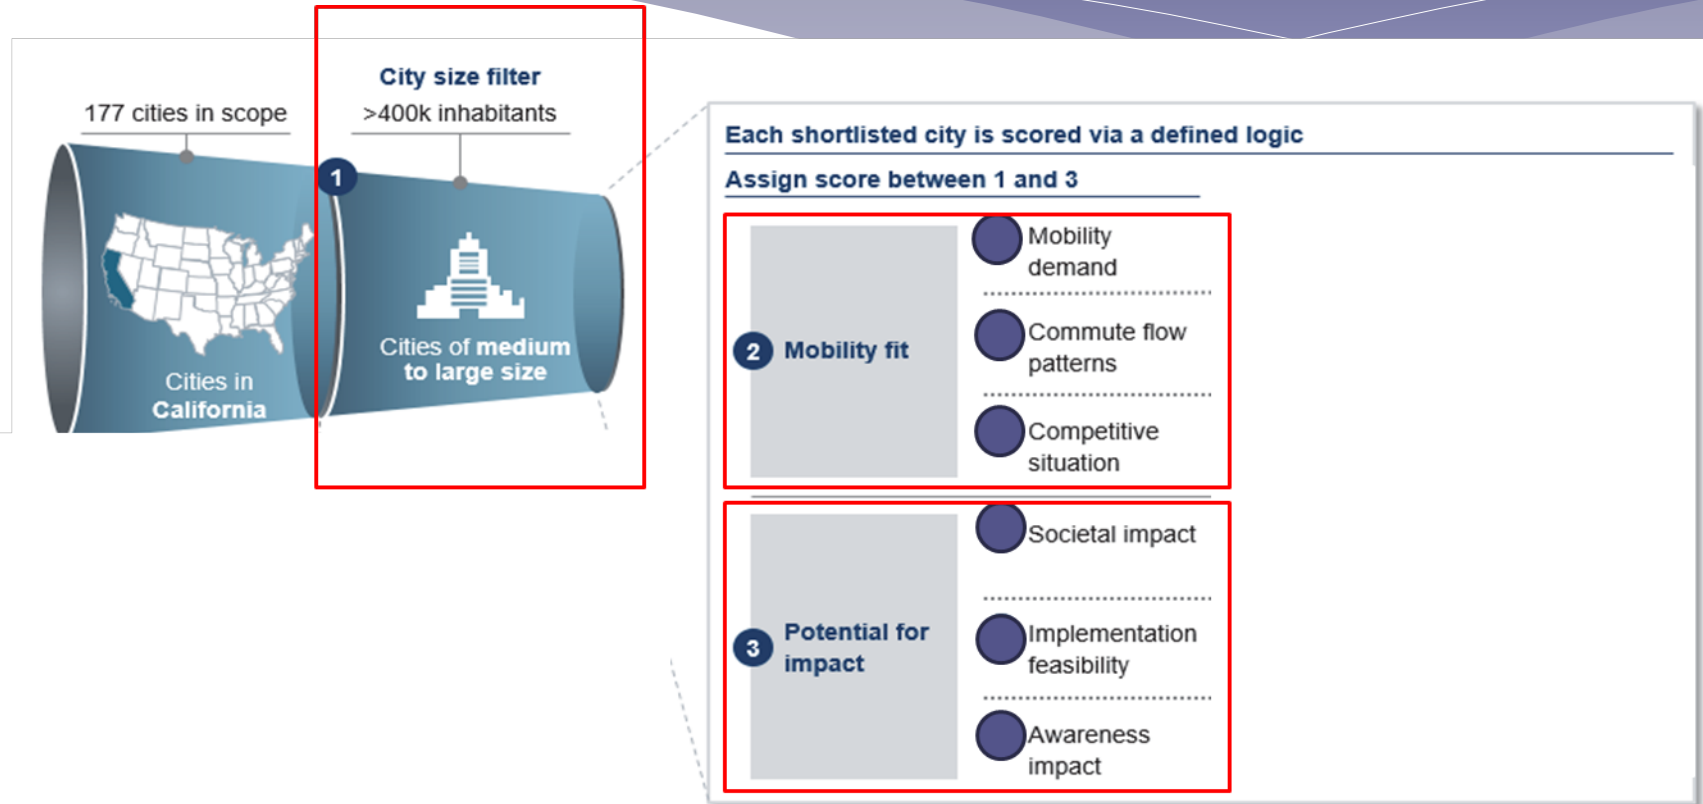 177 cities in scope
City size filter
>400k inhabitants
1
Cities in
California
Cities of medium
to large size
Each shortlisted city is scored via a defined logic
Assign score between 1 and 3
2
Mobility fit
Mobility
demand
Commute flow
patterns
Competitive
situation
3
Potential for
impact
Societal impact
Implementation
feasibility
Awareness
impact